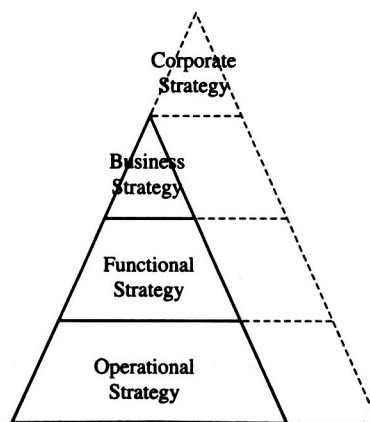 Corporate
Strategy
Business
Strategy
Functional
Strategy
Operational
Strategy